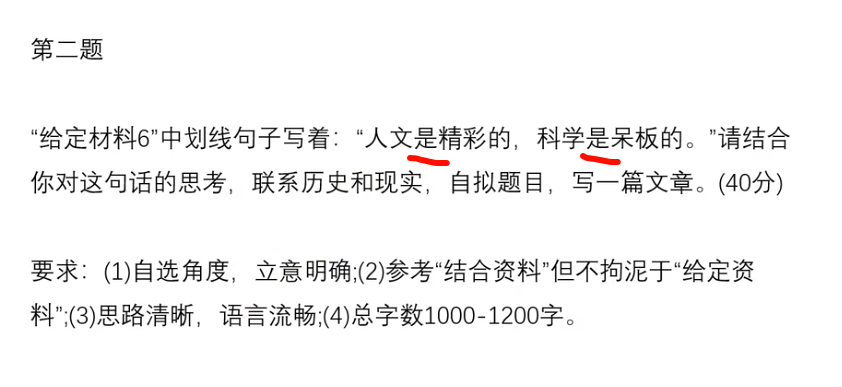 第二题
“给定材料6”中划线句子写着：“人文是精彩的，科学是呆板的。”请结合
你对这句话的思考，联系历史和现实，自拟题目，写一篇文章。(40分)
要求：(1)自选角度，立意明确;(2)参考“结合资料”但不拘泥于“给定资
料”;(3)思路清晰，语言流畅;(4)总字数1000-1200字。